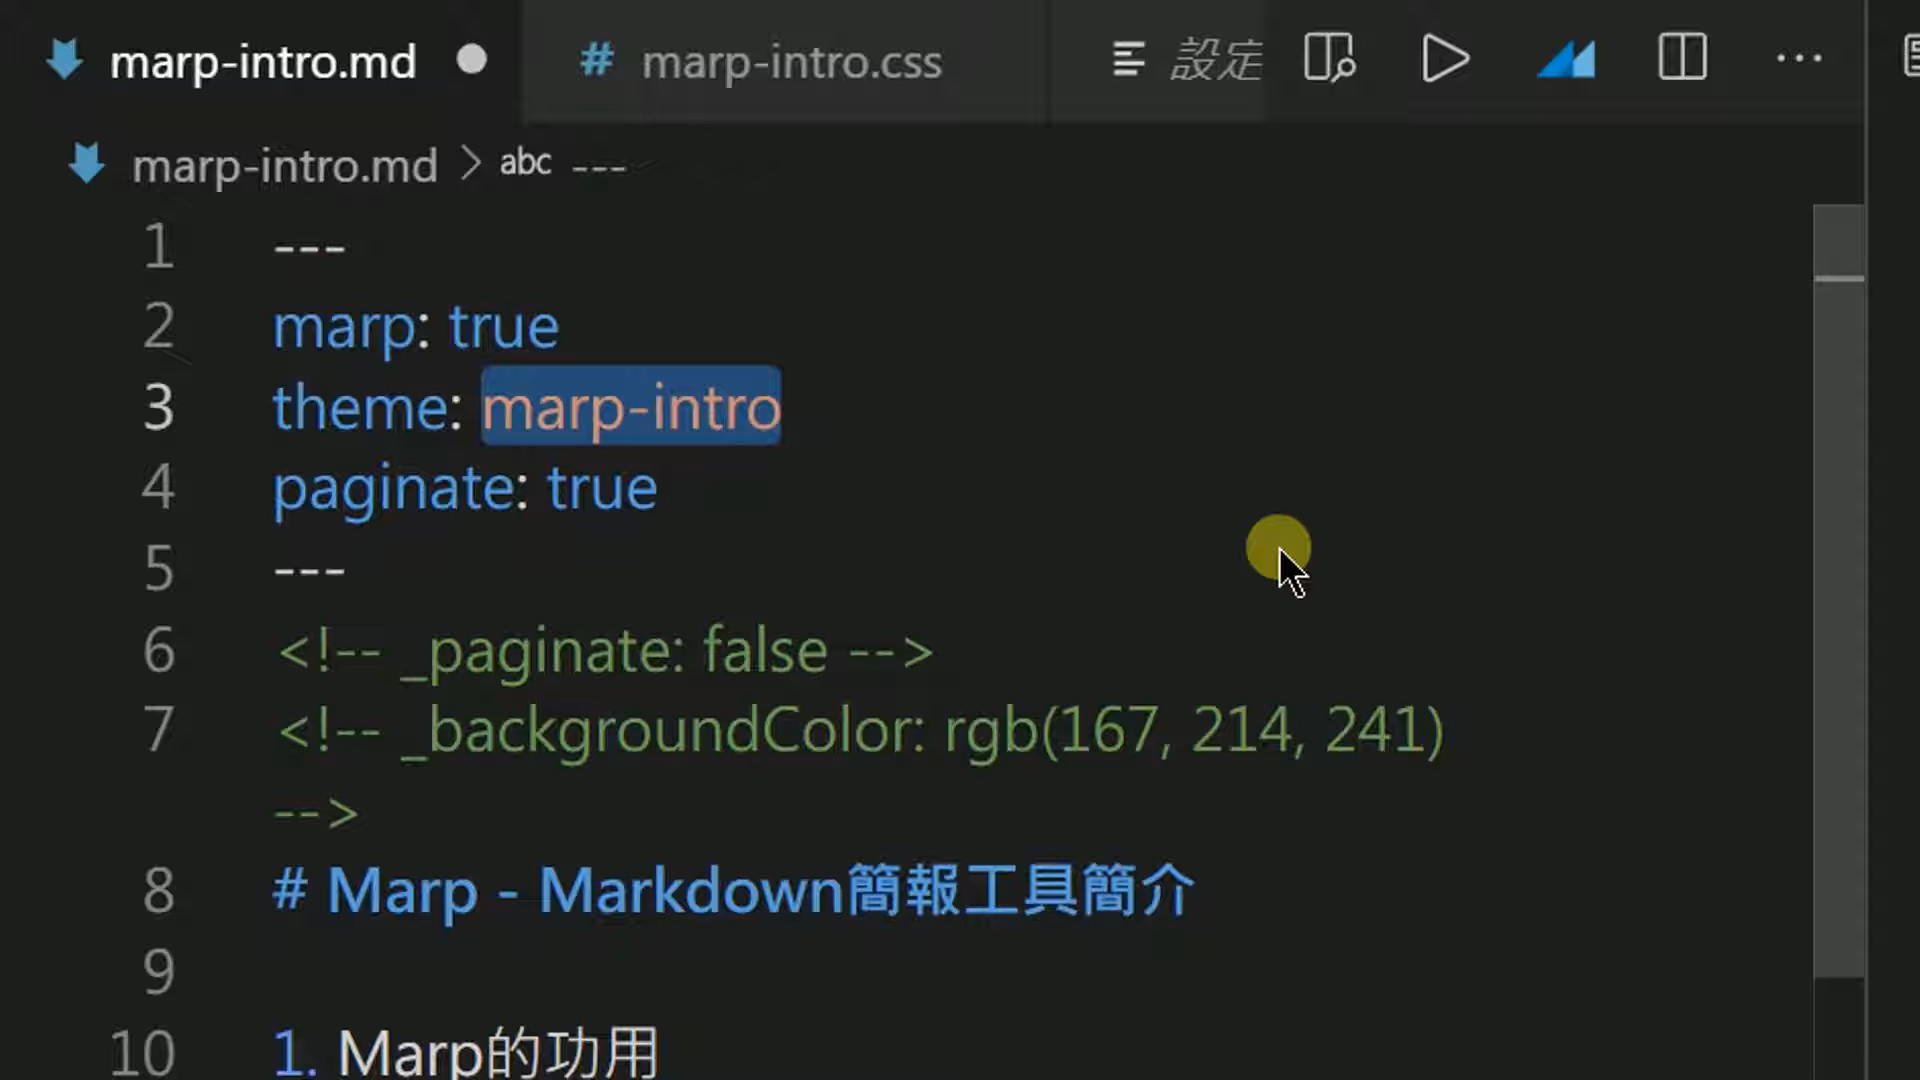 marp-intro.md
# marp-intro.css
設定
marp-intro.md > abc ---
1 ---
2 marp: true
3 theme: marp-intro
4 paginate: true
5 ---
6 <!-- _paginate: false -->
7 <!-- _backgroundColor: rgb(167, 214, 241)
-->
8 # Marp - Markdown簡報工具簡介
9
10 1. Marp的功用